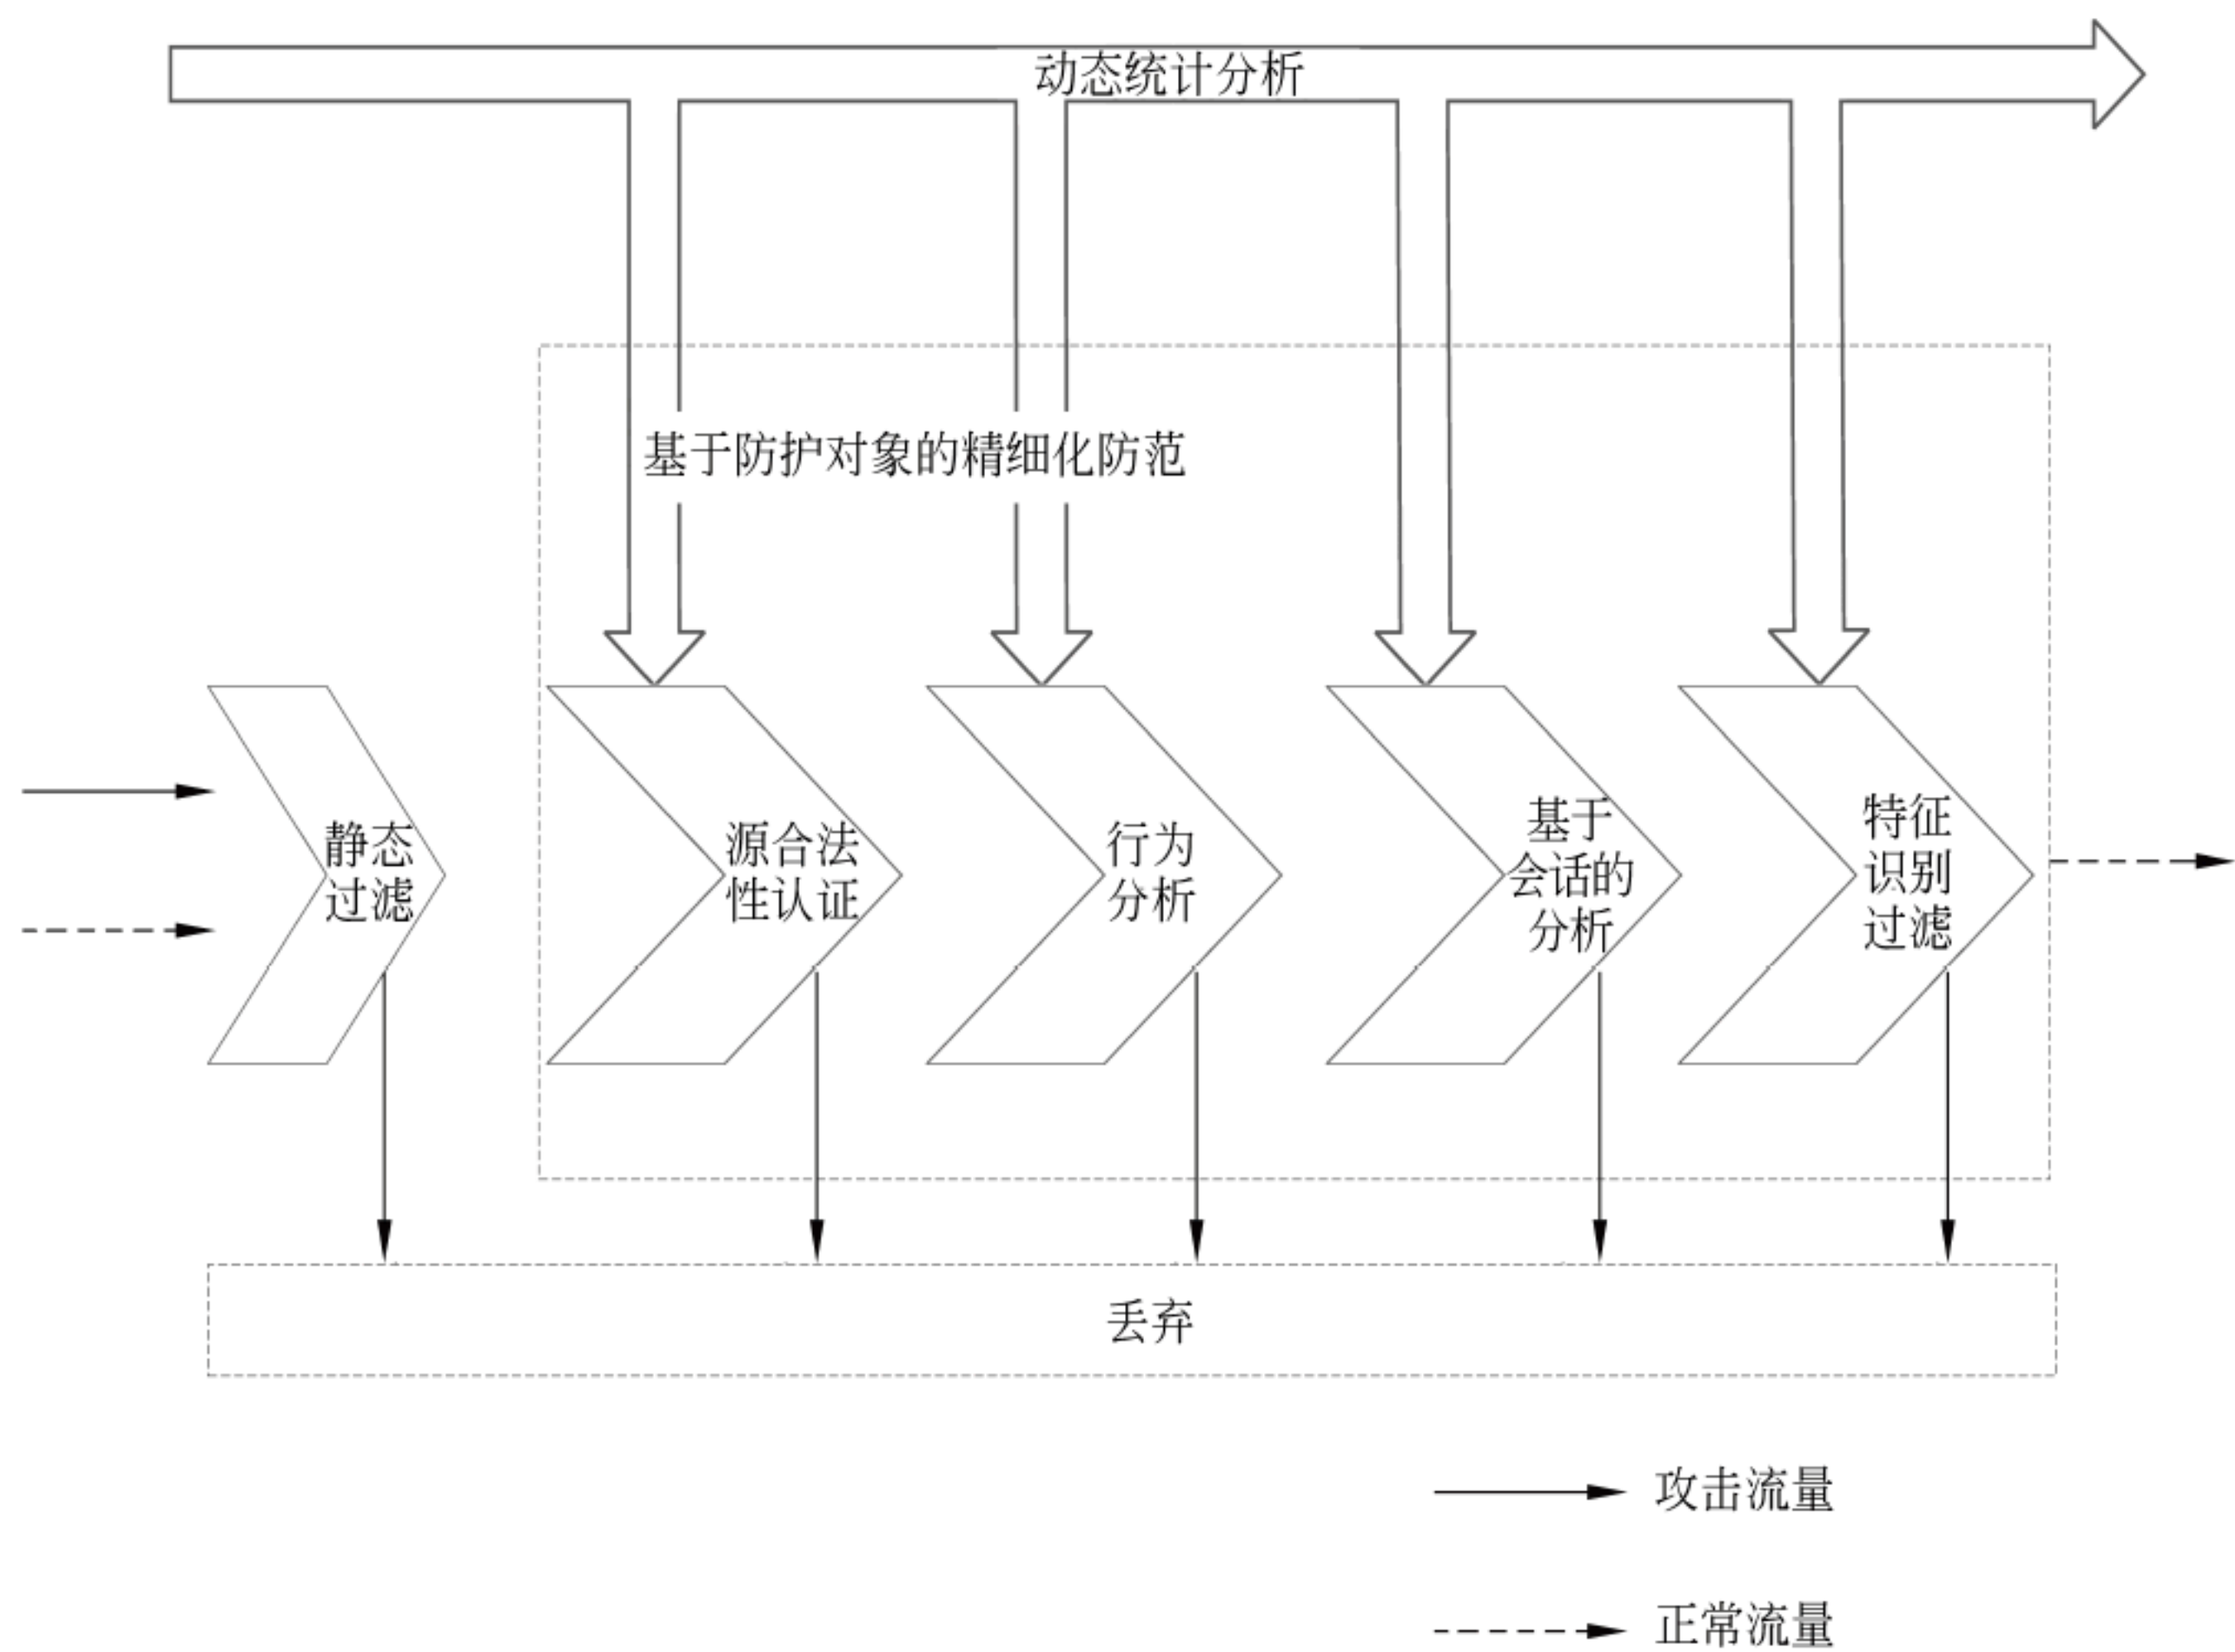 动态统计分析
基于防护对象的精细化防范
静态
过滤
源合法
性认证
行为
分析
基于
会话的
分析
特征
识别
过滤
丢弃
攻击流量
正常流量